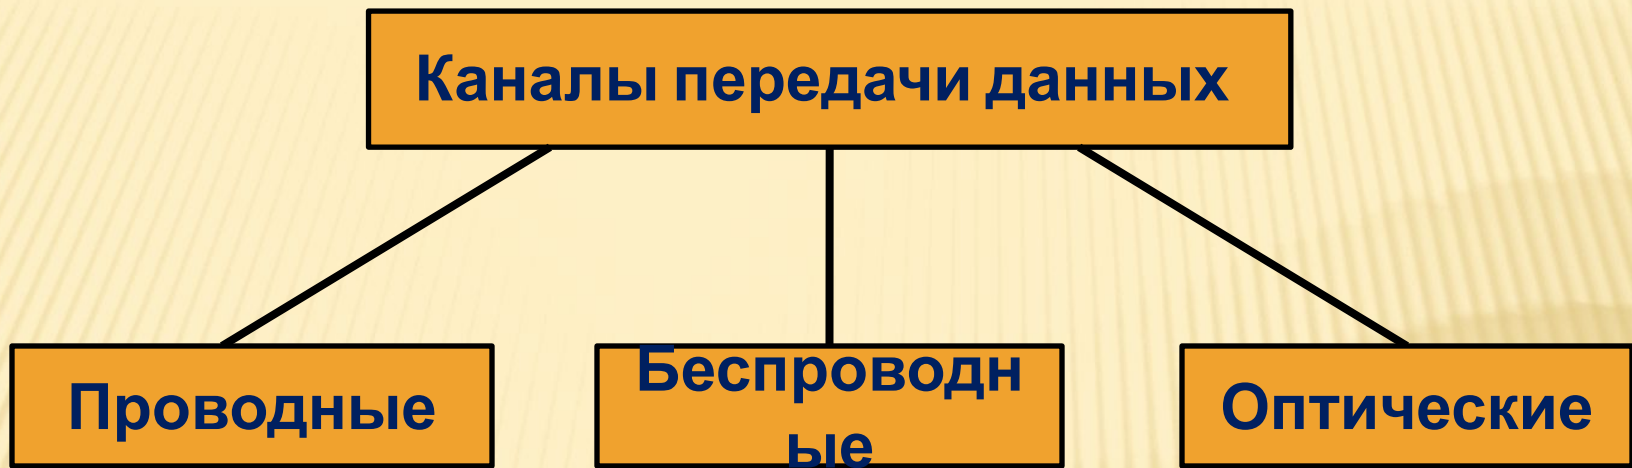 Каналы передачи данных
Проводные
Беспроводн
ые
Оптические